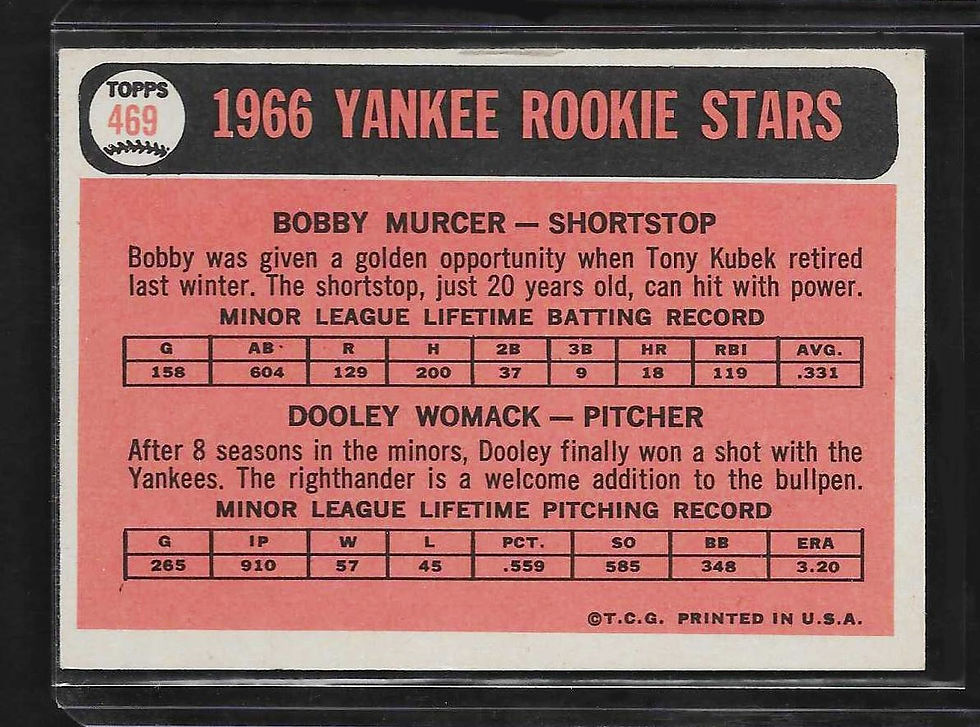 TOPPS
469
1966 YANKEE ROOKIE STARS
BOBBY MURCER — SHORTSTOP
Bobby was given a golden opportunity when Tony Kubek retired
last winter. The shortstop, just 20 years old, can hit with power.
MINOR LEAGUE LIFETIME BATTING RECORD
G AB R H 2B 3B HR RBI AVG.
158 604 129 200 37 9 18 119 .331
DOOLEY WOMACK — PITCHER
After 8 seasons in the minors, Dooley finally won a shot with the
Yankees. The righthander is a welcome addition to the bullpen.
MINOR LEAGUE LIFETIME PITCHING RECORD
G IP W L PCT. SO BB ERA
265 910 57 45 .559 585 348 3.20
©T.C.G. PRINTED IN U.S.A.